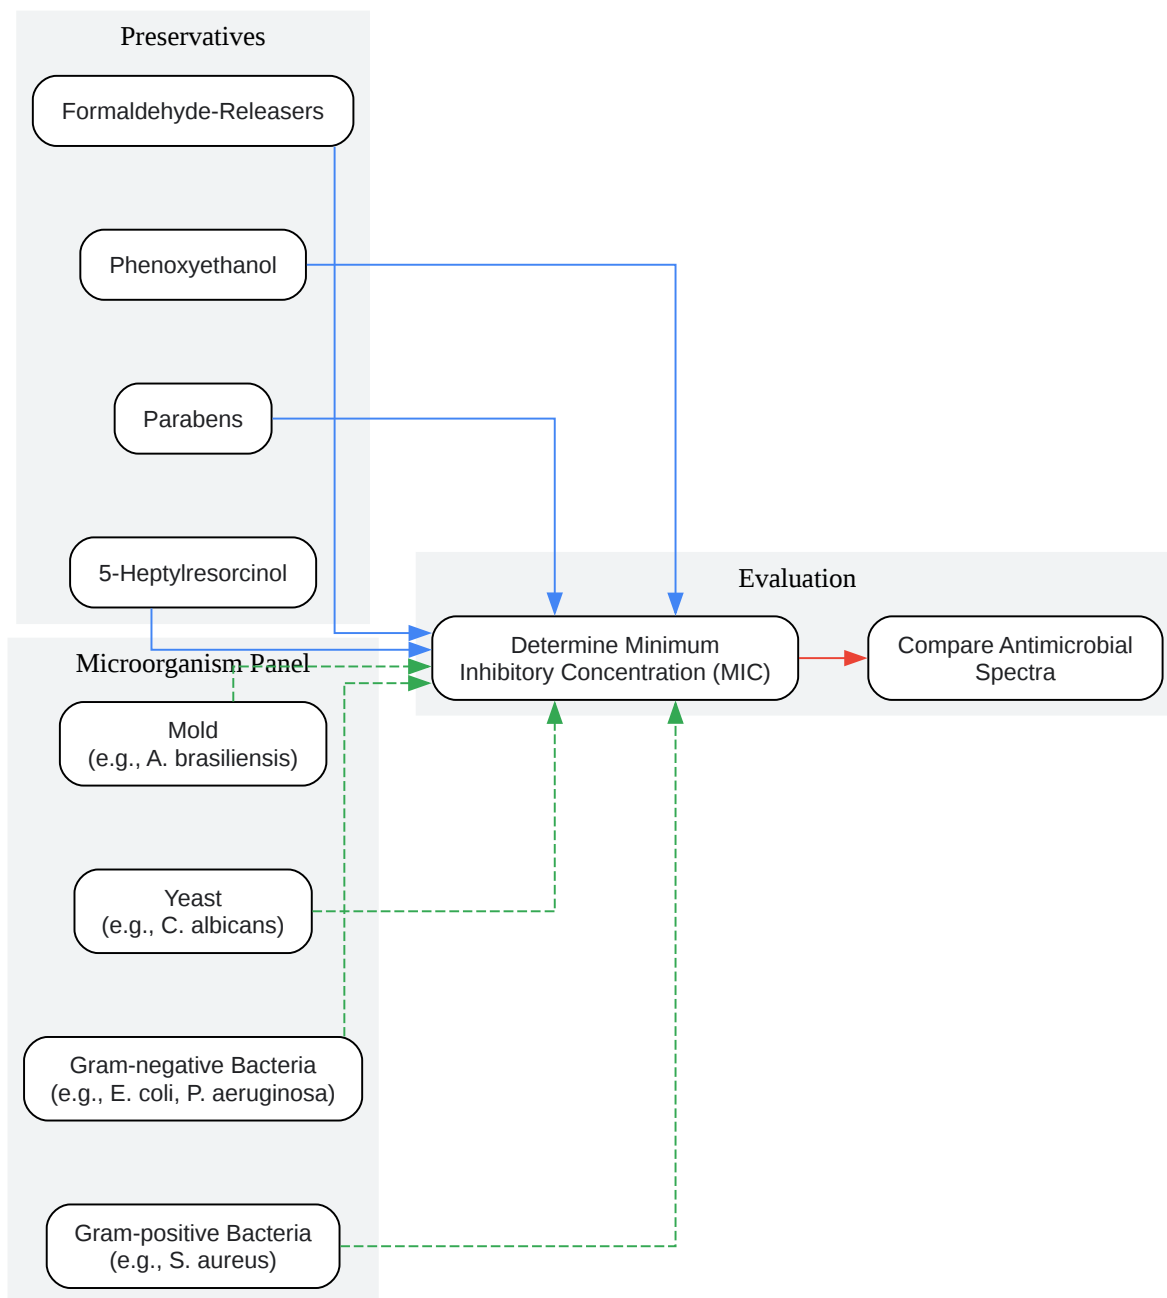 Preservatives
Formaldehyde-Releasers
Phenoxyethanol
Parabens
5-Heptylresorcinol
Evaluation
Determine Minimum
Inhibitory Concentration (MIC)
Compare Antimicrobial
Spectra
Microorganism Panel
Mold
(e.g., A. brasiliensis)
Yeast
(e.g., C. albicans)
Gram-negative Bacteria
(e.g., E. coli, P. aeruginosa)
Gram-positive Bacteria
(e.g., S. aureus)